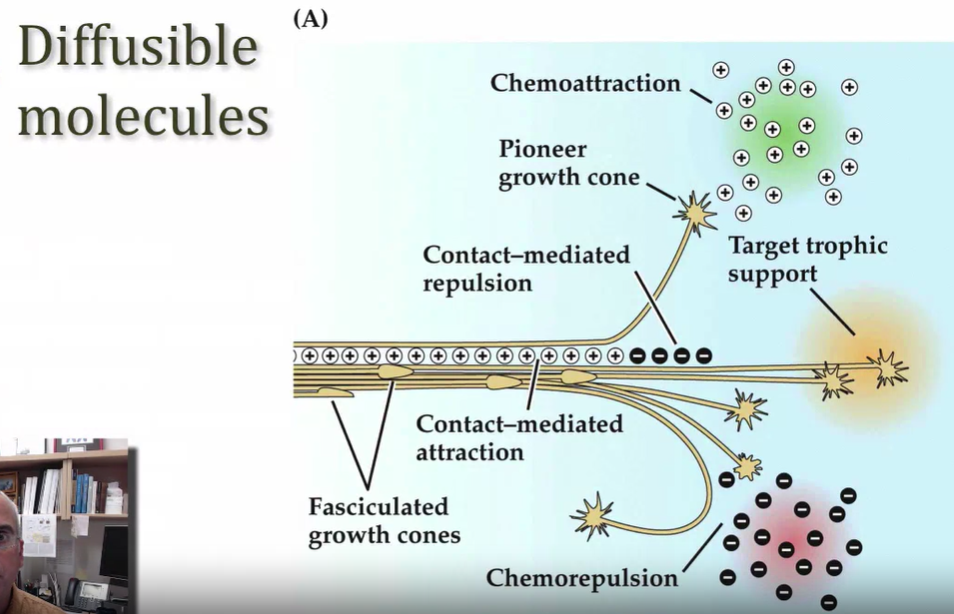 Diffusible
molecules
(A)
Chemoattraction
Pioneer
growth cone
Contact–mediated
repulsion
Target trophic
support
Contact–mediated
attraction
Fasciculated
growth cones
Chemorepulsion